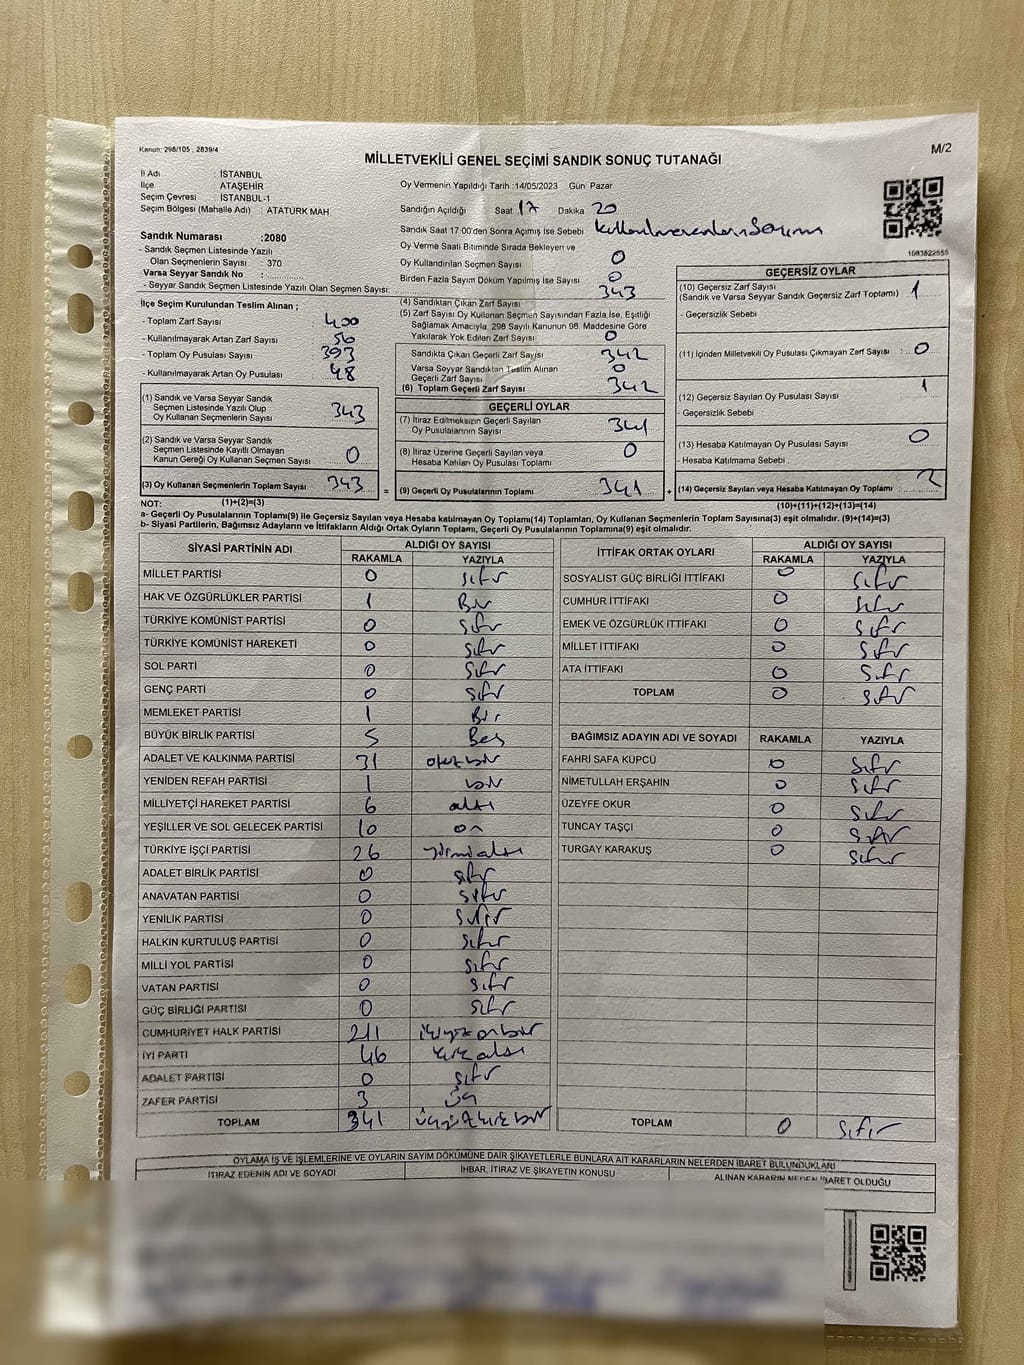 Kanun: 298/105 , 2839/4
M/2
MİLLETVEKİLİ GENEL SEÇİMİ SANDIK SONUÇ TUTANAĞI
İl Adı : İSTANBUL
İlçe : ATAŞEHİR
Seçim Çevresi : İSTANBUL-1
Seçim Bölgesi (Mahalle Adı) : ATATÜRK MAH
Sandık Numarası :2080
- Sandık Seçmen Listesinde Yazılı
Olan Seçmenlerin Sayısı : 370
Varsa Seyyar Sandık No :
- Seyyar Sandık Seçmen Listesinde Yazılı Olan Seçmen Sayısı:
İlçe Seçim Kurulundan Teslim Alınan ;
- Toplam Zarf Sayısı : 400
- Kullanılmayarak Artan Zarf Sayısı : 56
- Toplam Oy Pusulası Sayısı : 393
- Kullanılmayarak Artan Oy Pusulası : 48
Oy Vermenin Yapıldığı Tarih :14/05/2023 Gün: Pazar
Sandığın Açıldığı Saat: 17 Dakika 20
Sandık Saat 17.00'den Sonra Açımış İse Sebebi
Oy Verme Saati Bitiminde Sırada Bekleyen ve
Oy Kullandırılan Seçmen Sayısı 0
Birden Fazla Sayım Döküm Yapılmış İse Sayısı 0
(4) Sandıktan Çıkan Zarf Sayısı 343
(5) Zarf Sayısı Oy Kullanan Seçmen Sayısından Fazla İse, Eşitliği
Sağlamak Amacıyla, 298 Sayılı Kanunun 98. Maddesine Göre
Yakılarak Yok Edilen Zarf Sayısı 0
Sandıkta Çıkan Geçerli Zarf Sayısı 342
Varsa Seyyar Sandıktan Teslim Alınan
Geçerli Zarf Sayısı 0
(6) Toplam Geçerli Zarf Sayısı 342
1983822555
GEÇERSİZ OYLAR
(10) Geçersiz Zarf Sayısı
(Sandık ve Varsa Seyyar Sandık Geçersiz Zarf Toplamı) 1
- Geçersizlik Sebebi :
(11) İçinden Milletvekili Oy Pusulası Çıkmayan Zarf Sayısı : 0
(12) Geçersiz Sayılan Oy Pusulası Sayısı : 1
- Geçersizlik Sebebi :
(13) Hesaba Katılmayan Oy Pusulası Sayısı : 0
- Hesaba Katılmama Sebebi :
(1) Sandık ve Varsa Seyyar Sandık
Seçmen Listesinde Yazılı Olup
Oy Kullanan Seçmenlerin Sayısı 343
(2) Sandık ve Varsa Seyyar Sandık
Seçmen Listesinde Kayıtlı Olmayan
Kanun Gereği Oy Kullanan Seçmen Sayısı 0
(3) Oy Kullanan Seçmenlerin Toplam Sayısı 343
GEÇERLİ OYLAR
(7) İtiraz Edilmeksizin Geçerli Sayılan
Oy Pusulalarının Sayısı 341
(8) İtiraz Üzerine Geçerli Sayılan veya
Hesaba Katılan Oy Pusulası Toplamı 0
= (9) Geçerli Oy Pusulalarının Toplamı 341
+ (14) Geçersiz Sayılan veya Hesaba Katılmayan Oy Toplamı 2
NOT: (1)+(2)=(3) (10)+(11)+(12)+(13)=(14)
a- Geçerli Oy Pusulaları Toplamı(9) ile Geçersiz Sayılan veya Hesaba katılmayan Oy Toplamı(14) Toplamları, Oy Kullanan Seçmenlerin Toplam Sayısına(3) eşit olmalıdır. (9)+(14)=(3)
b- Siyasi Partilerin, Bağımsız Adayların ve İttifakların Aldığı Oyların Toplamı, Geçerli Oy Pusulalarının Toplamına(9) eşit olmalıdır.
SİYASİ PARTİNİN ADI ALDIĞI OY SAYISI
RAKAMLA YAZIYLA
MİLLET PARTİSİ 0 sıfır
HAK VE ÖZGÜRLÜKLER PARTİSİ 1 Bir
TÜRKİYE KOMÜNİST PARTİSİ 0 sıfır
TÜRKİYE KOMÜNİST HAREKETİ 0 sıfır
SOL PARTİ 0 sıfır
GENÇ PARTİ 0 sıfır
MEMLEKET PARTİSİ 1 Bir
BÜYÜK BİRLİK PARTİSİ 5 Beş
ADALET VE KALKINMA PARTİSİ 31 otuz bir
YENİDEN REFAH PARTİSİ 1 bir
MİLLİYETÇİ HAREKET PARTİSİ 6 altı
YEŞİLLER VE SOL GELECEK PARTİSİ 10 on
TÜRKİYE İŞÇİ PARTİSİ 26 yirmi altı
ADALET BİRLİK PARTİSİ 0 sıfır
ANAVATAN PARTİSİ 0 sıfır
YENİLİK PARTİSİ 0 sıfır
HALKIN KURTULUŞ PARTİSİ 0 sıfır
MİLLİ YOL PARTİSİ 0 sıfır
VATAN PARTİSİ 0 sıfır
GÜÇ BİRLİĞİ PARTİSİ 0 sıfır
CUMHURİYET HALK PARTİSİ 211 ikiyüz on bir
İYİ PARTİ 46 kırk altı
ADALET PARTİSİ 0 sıfır
ZAFER PARTİSİ 3 üç
TOPLAM 341 üçyüz kırk bir
İTTİFAK ORTAK OYLARI ALDIĞI OY SAYISI
RAKAMLA YAZIYLA
SOSYALİST GÜÇ BİRLİĞİ İTTİFAKI 0 sıfır
CUMHUR İTTİFAKI 0 sıfır
EMEK VE ÖZGÜRLÜK İTTİFAKI 0 sıfır
MİLLET İTTİFAKI 0 sıfır
ATA İTTİFAKI 0 sıfır
TOPLAM 0 sıfır
BAĞIMSIZ ADAYIN ADI VE SOYADI RAKAMLA YAZIYLA
FAHRİ SAFA KÜPCÜ 0 sıfır
NİMETULLAH ERŞAHİN 0 sıfır
ÜZEYFE OKUR 0 sıfır
TUNCAY TAŞÇI 0 sıfır
TURGAY KARAKUŞ 0 sıfır
TOPLAM 0 sıfır
OYLAMA İŞ VE İŞLEMLERİNE VE OYLARIN SAYIM DÖKÜMÜNE DAİR ŞİKAYETLERLE BUNLARA AİT KARARLARIN NELERDEN İBARET BULUNDUKLARI
İTİRAZ EDENİN ADI VE SOYADI İHBAR, İTİRAZ VE ŞİKAYETİN KONUSU ALINAN KARARIN NEDEN İBARET OLDUĞU